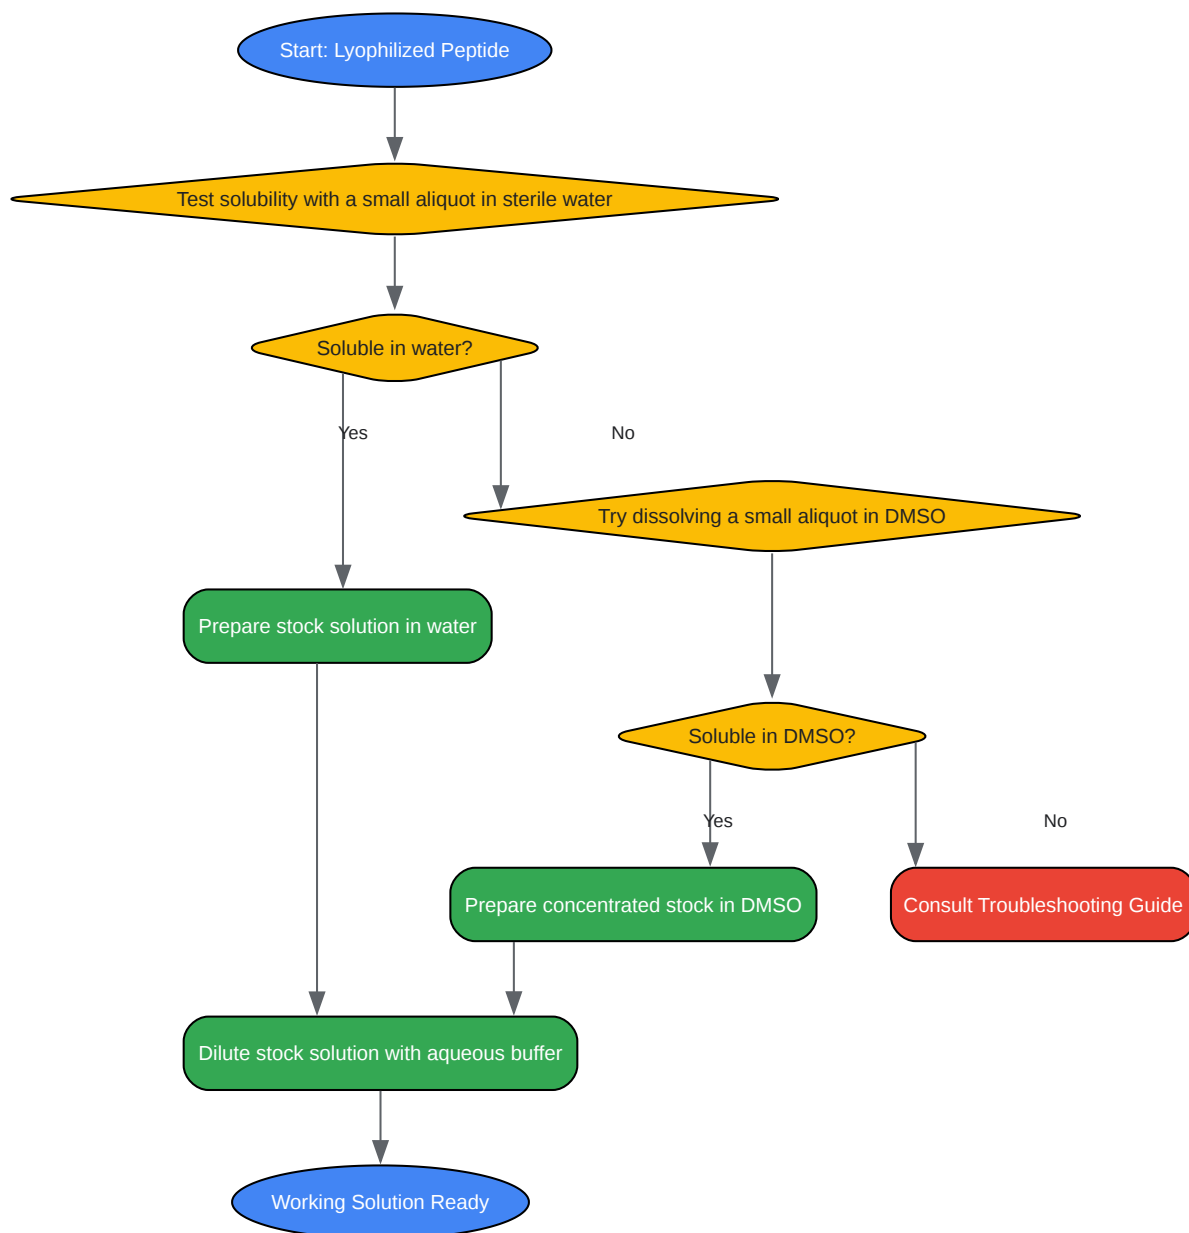 Start: Lyophilized Peptide
Test solubility with a small aliquot in sterile water
Soluble in water?
Yes
No
Try dissolving a small aliquot in DMSO
Prepare stock solution in water
Soluble in DMSO?
Yes
No
Prepare concentrated stock in DMSO
Consult Troubleshooting Guide
Dilute stock solution with aqueous buffer
Working Solution Ready